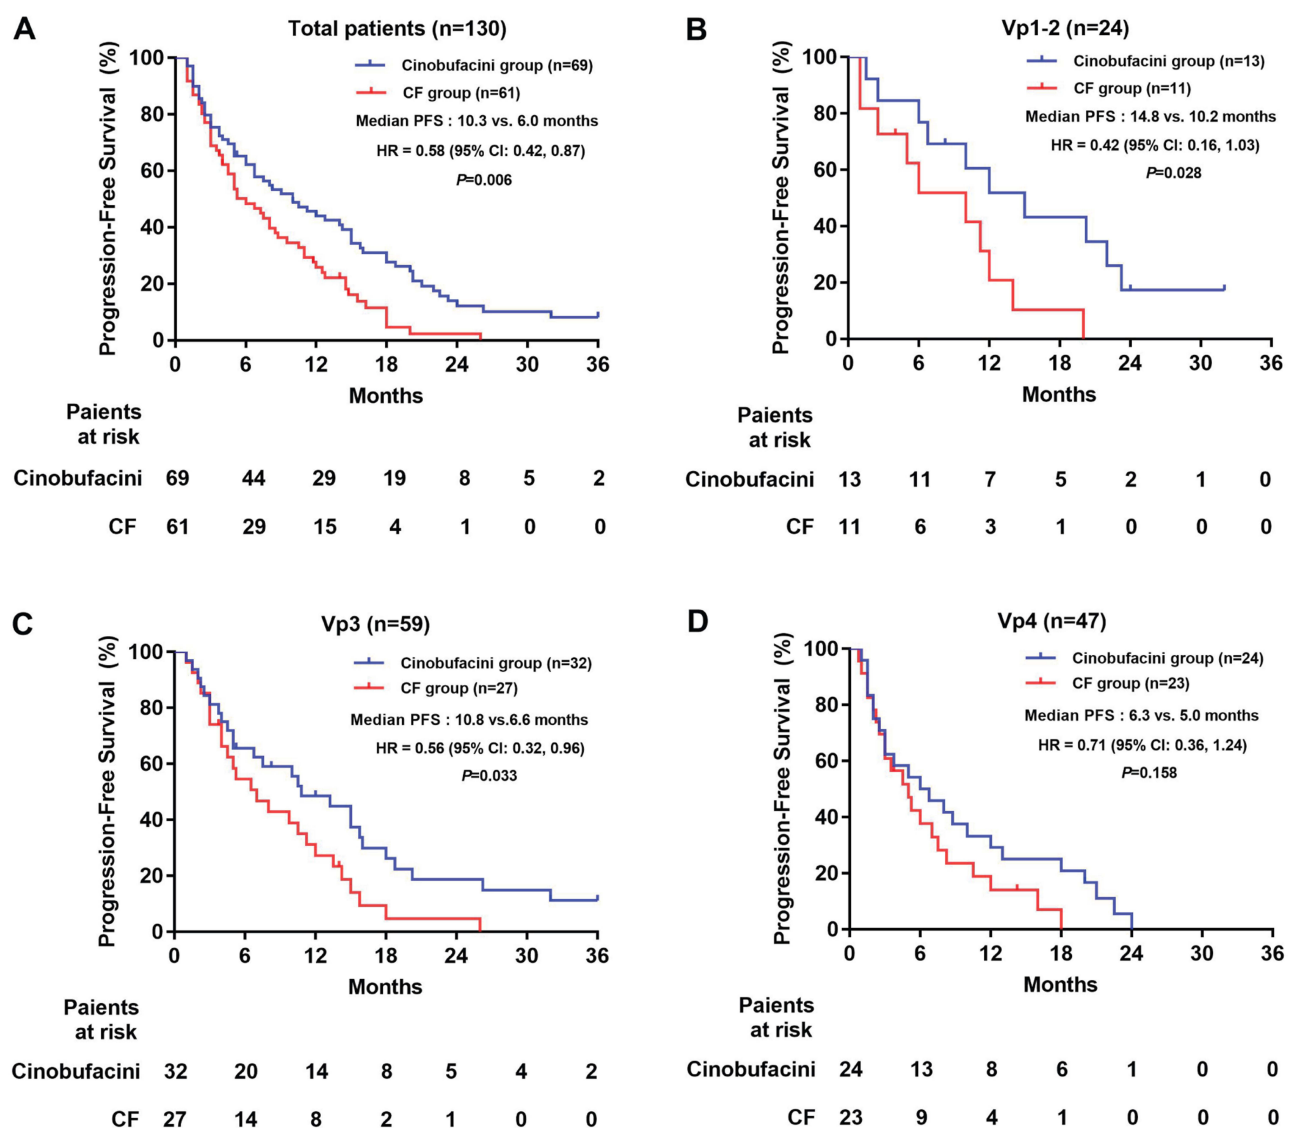 A
Total patients (n=130)
Progression-Free Survival (%)
100
80
60
40
20
0
Cinobufacini group (n=69)
CF group (n=61)
Median PFS : 10.3 vs. 6.0 months
HR = 0.58 (95% CI: 0.42, 0.87)
P=0.006
0 6 12 18 24 30 36
Months
Paients
at risk
Cinobufacini 69 44 29 19 8 5 2
CF 61 29 15 4 1 0 0
B
Vp1-2 (n=24)
Progression-Free Survival (%)
100
80
60
40
20
0
Cinobufacini group (n=13)
CF group (n=11)
Median PFS : 14.8 vs. 10.2 months
HR = 0.42 (95% CI: 0.16, 1.03)
P=0.028
0 6 12 18 24 30 36
Months
Paients
at risk
Cinobufacini 13 11 7 5 2 1 0
CF 11 6 3 1 0 0 0
C
Vp3 (n=59)
Progression-Free Survival (%)
100
80
60
40
20
0
Cinobufacini group (n=32)
CF group (n=27)
Median PFS : 10.8 vs.6.6 months
HR = 0.56 (95% CI: 0.32, 0.96)
P=0.033
0 6 12 18 24 30 36
Months
Paients
at risk
Cinobufacini 32 20 14 8 5 4 2
CF 27 14 8 2 1 0 0
D
Vp4 (n=47)
Progression-Free Survival (%)
100
80
60
40
20
0
Cinobufacini group (n=24)
CF group (n=23)
Median PFS : 6.3 vs. 5.0 months
HR = 0.71 (95% CI: 0.36, 1.24)
P=0.158
0 6 12 18 24 30 36
Months
Paients
at risk
Cinobufacini 24 13 8 6 1 0 0
CF 23 9 4 1 0 0 0